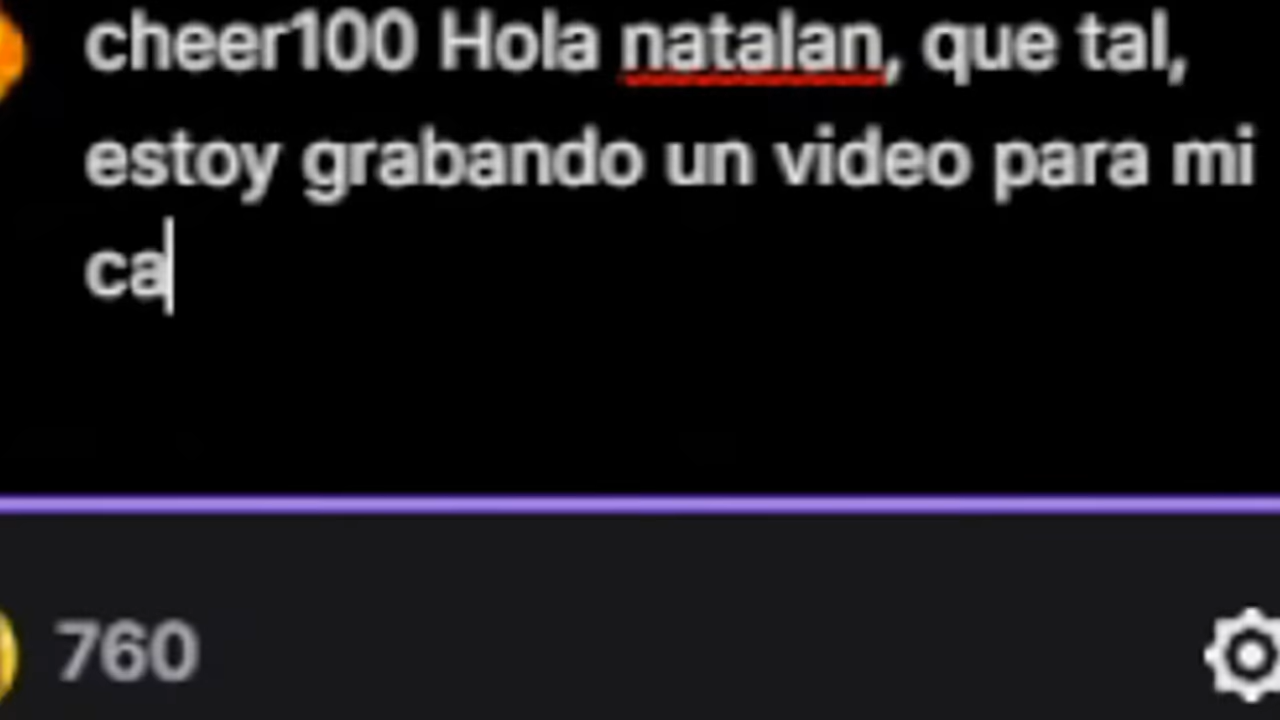 cheer100 Hola natalan, que tal,
estoy grabando un video para mi
ca
760